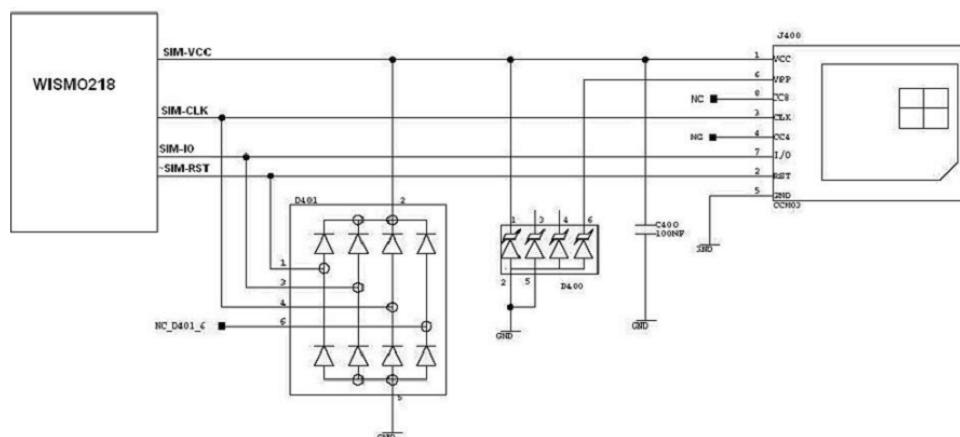 J400
SIM-VCC
1
VCC
WISMO218
6
VPP
NC
8
CC8
SIM-CLK
3
CLK
NC
4
CC4
SIM-IO
7
I/O
~SIM-RST
2
RST
5
GND
CCM03
D401
2
1
3
4
6
C400
100NF
GND
1
3
4
6
NC_D401_6
2
5
D400
GND
GND
5
GND